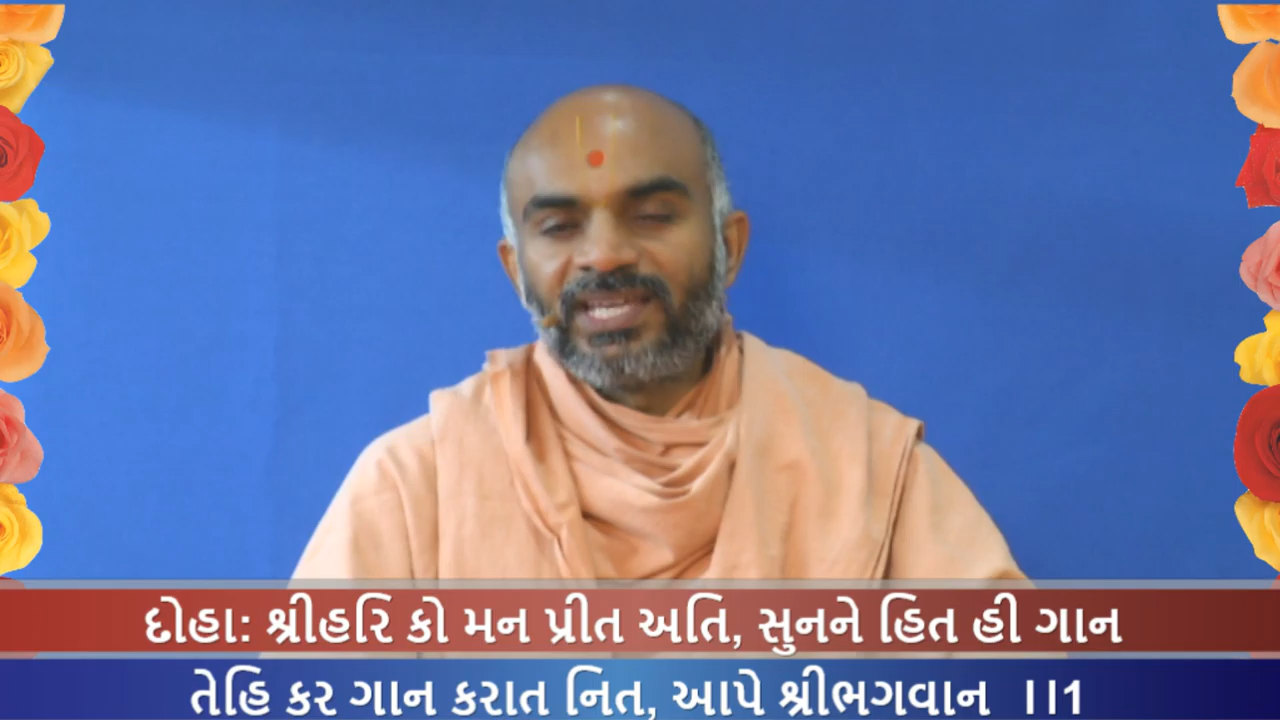 દોહા: શ્રીહરિ કો મન પ્રીત અતિ, સુનને હિત હી ગાન
તેહિ કર ગાન કરાત નિત, આપે શ્રીભગવાન ।।1